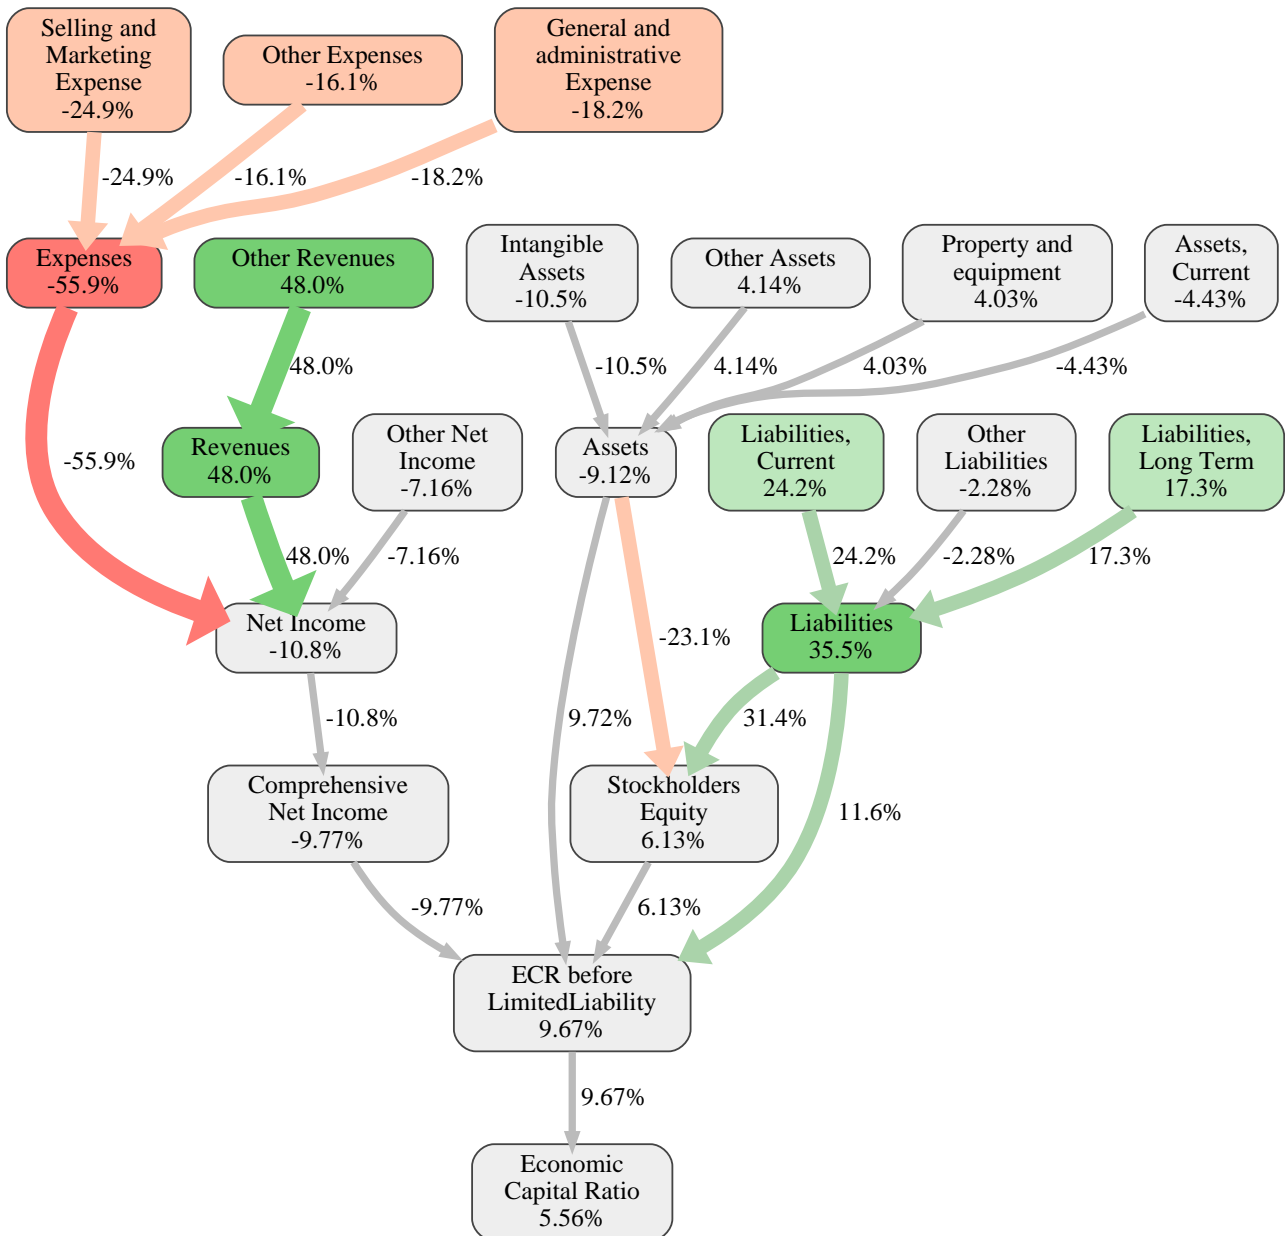 Selling and
Marketing
Expense
-24.9%
Other Expenses
-16.1%
General and
administrative
Expense
-18.2%
-24.9%
-16.1%
-18.2%
Expenses
-55.9%
Other Revenues
48.0%
Intangible
Assets
-10.5%
Other Assets
4.14%
Property and
equipment
4.03%
Assets,
Current
-4.43%
48.0%
-10.5%
4.14%
4.03%
-4.43%
-55.9%
Revenues
48.0%
Other Net
Income
-7.16%
Assets
-9.12%
Liabilities,
Current
24.2%
Other
Liabilities
-2.28%
Liabilities,
Long Term
17.3%
48.0%
-7.16%
24.2%
-2.28%
17.3%
Net Income
-10.8%
-23.1%
Liabilities
35.5%
-10.8%
9.72%
31.4%
Comprehensive
Net Income
-9.77%
Stockholders
Equity
6.13%
11.6%
-9.77%
6.13%
ECR before
LimitedLiability
9.67%
9.67%
Economic
Capital Ratio
5.56%